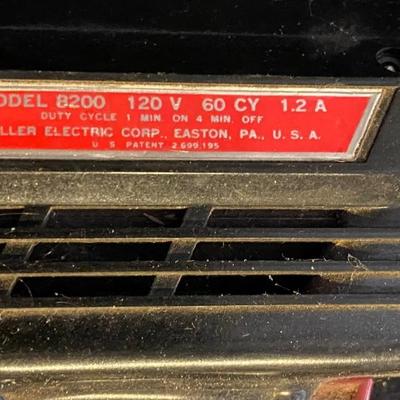 ODEL 8200 120 V 60 CY 1.2 A
DUTY CYCLE 1 MIN. ON 4 MIN. OFF
LLER ELECTRIC CORP., EASTON, PA., U. S. A.
U S PATENT 2,699,195